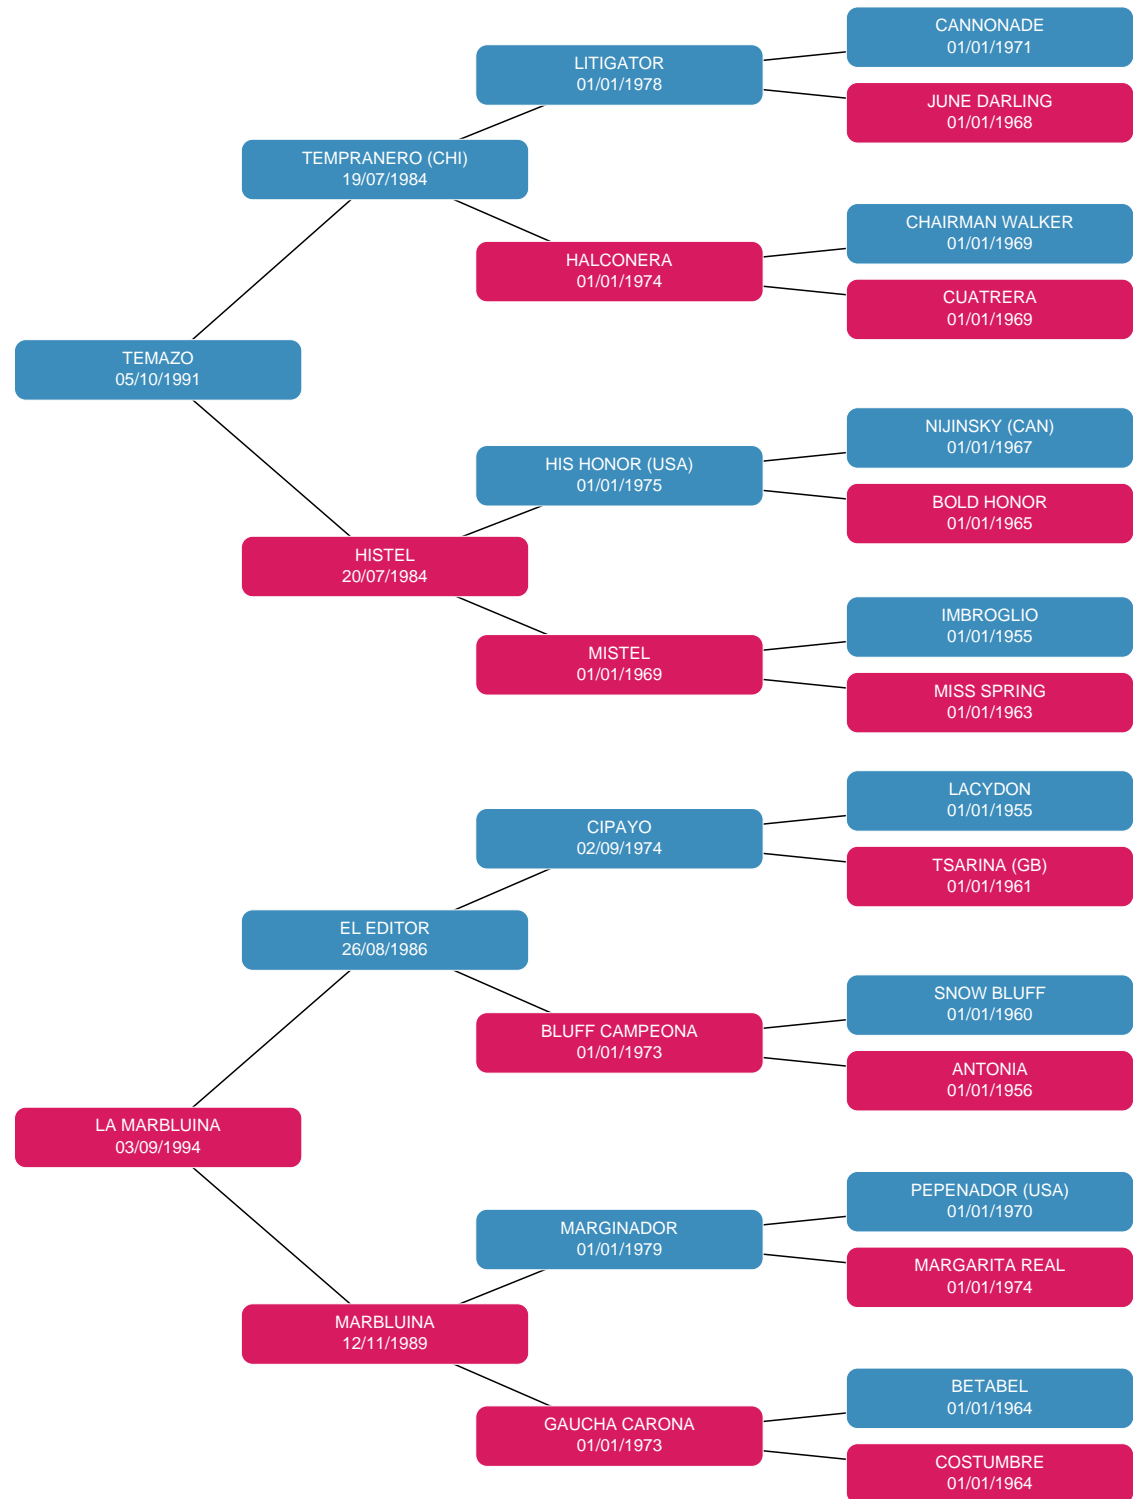 CANNONADE
01/01/1971
LITIGATOR
01/01/1978
JUNE DARLING
01/01/1968
TEMPRANERO (CHI)
19/07/1984
CHAIRMAN WALKER
01/01/1969
HALCONERA
01/01/1974
CUATRERA
01/01/1969
TEMAZO
05/10/1991
NIJINSKY (CAN)
01/01/1967
HIS HONOR (USA)
01/01/1975
BOLD HONOR
01/01/1965
HISTEL
20/07/1984
IMBROGLIO
01/01/1955
MISTEL
01/01/1969
MISS SPRING
01/01/1963
LACYDON
01/01/1955
CIPAYO
02/09/1974
TSARINA (GB)
01/01/1961
EL EDITOR
26/08/1986
SNOW BLUFF
01/01/1960
BLUFF CAMPEONA
01/01/1973
ANTONIA
01/01/1956
LA MARBLUINA
03/09/1994
PEPENADOR (USA)
01/01/1970
MARGINADOR
01/01/1979
MARGARITA REAL
01/01/1974
MARBLUINA
12/11/1989
BETABEL
01/01/1964
GAUCHA CARONA
01/01/1973
COSTUMBRE
01/01/1964